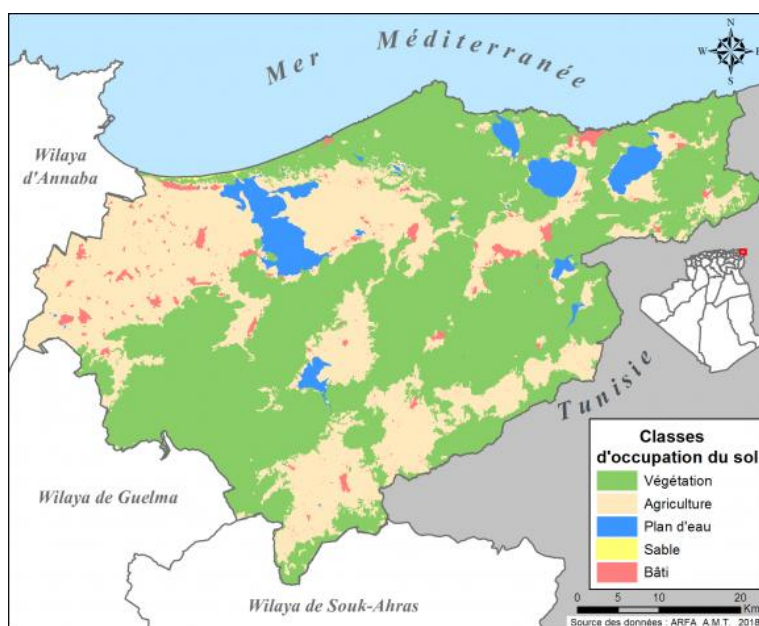 Mer Méditerranée
N
W E
S
Wilaya
d'Annaba
Tunisie
Wilaya de Guelma
Wilaya de Souk-Ahras
Classes
d'occupation du sol
Végétation
Agriculture
Plan d'eau
Sable
Bâti
0 5 10 20
Km
Source des données : ARFA A.M.T. 2018